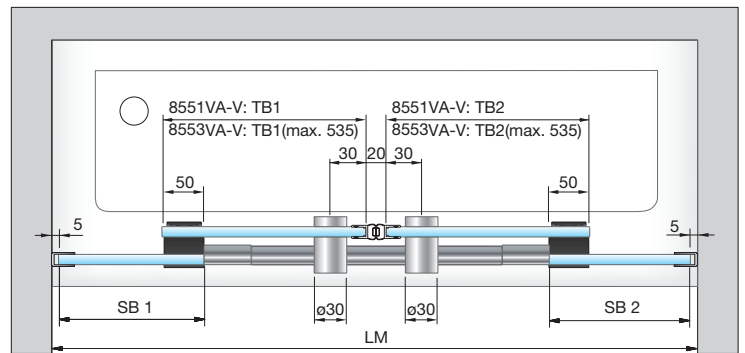 8551VA-V: TB1 8551VA-V: TB2
8553VA-V: TB1(max. 535) 8553VA-V: TB2(max. 535)
30 20 30
50 50
5 5
SB 1 ø30 ø30 SB 2
LM